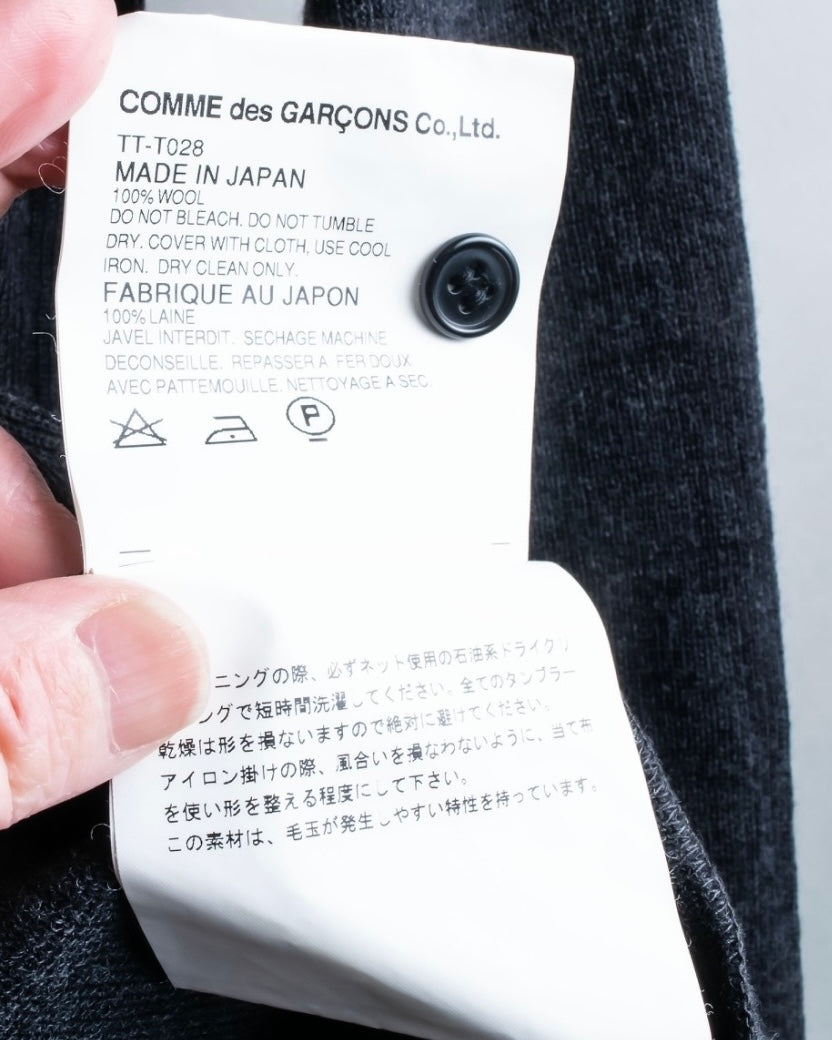 COMME des GARÇONS Co.,Ltd.
TT-T028
MADE IN JAPAN
100% WOOL
DO NOT BLEACH. DO NOT TUMBLE
DRY. COVER WITH CLOTH, USE COOL
IRON. DRY CLEAN ONLY.
FABRIQUE AU JAPON
100% LAINE
JAVEL INTERDIT. SECHAGE MACHINE
DECONSEILLE. REPASSER A FER DOUX
AVEC PATTEMOUILLE. NETTOYAGE A SEC
P
ニングの際、必ずネット使用の石油系ドライクリ
ングで短時間洗濯してください。全てのタンブラー
乾燥は形を損ないますので絶対に避けてください。
アイロン掛けの際、風合いを損なわないように、当て布
を使い形を整える程度にして下さい。
この素材は、毛玉が発生しやすい特性を持っています。